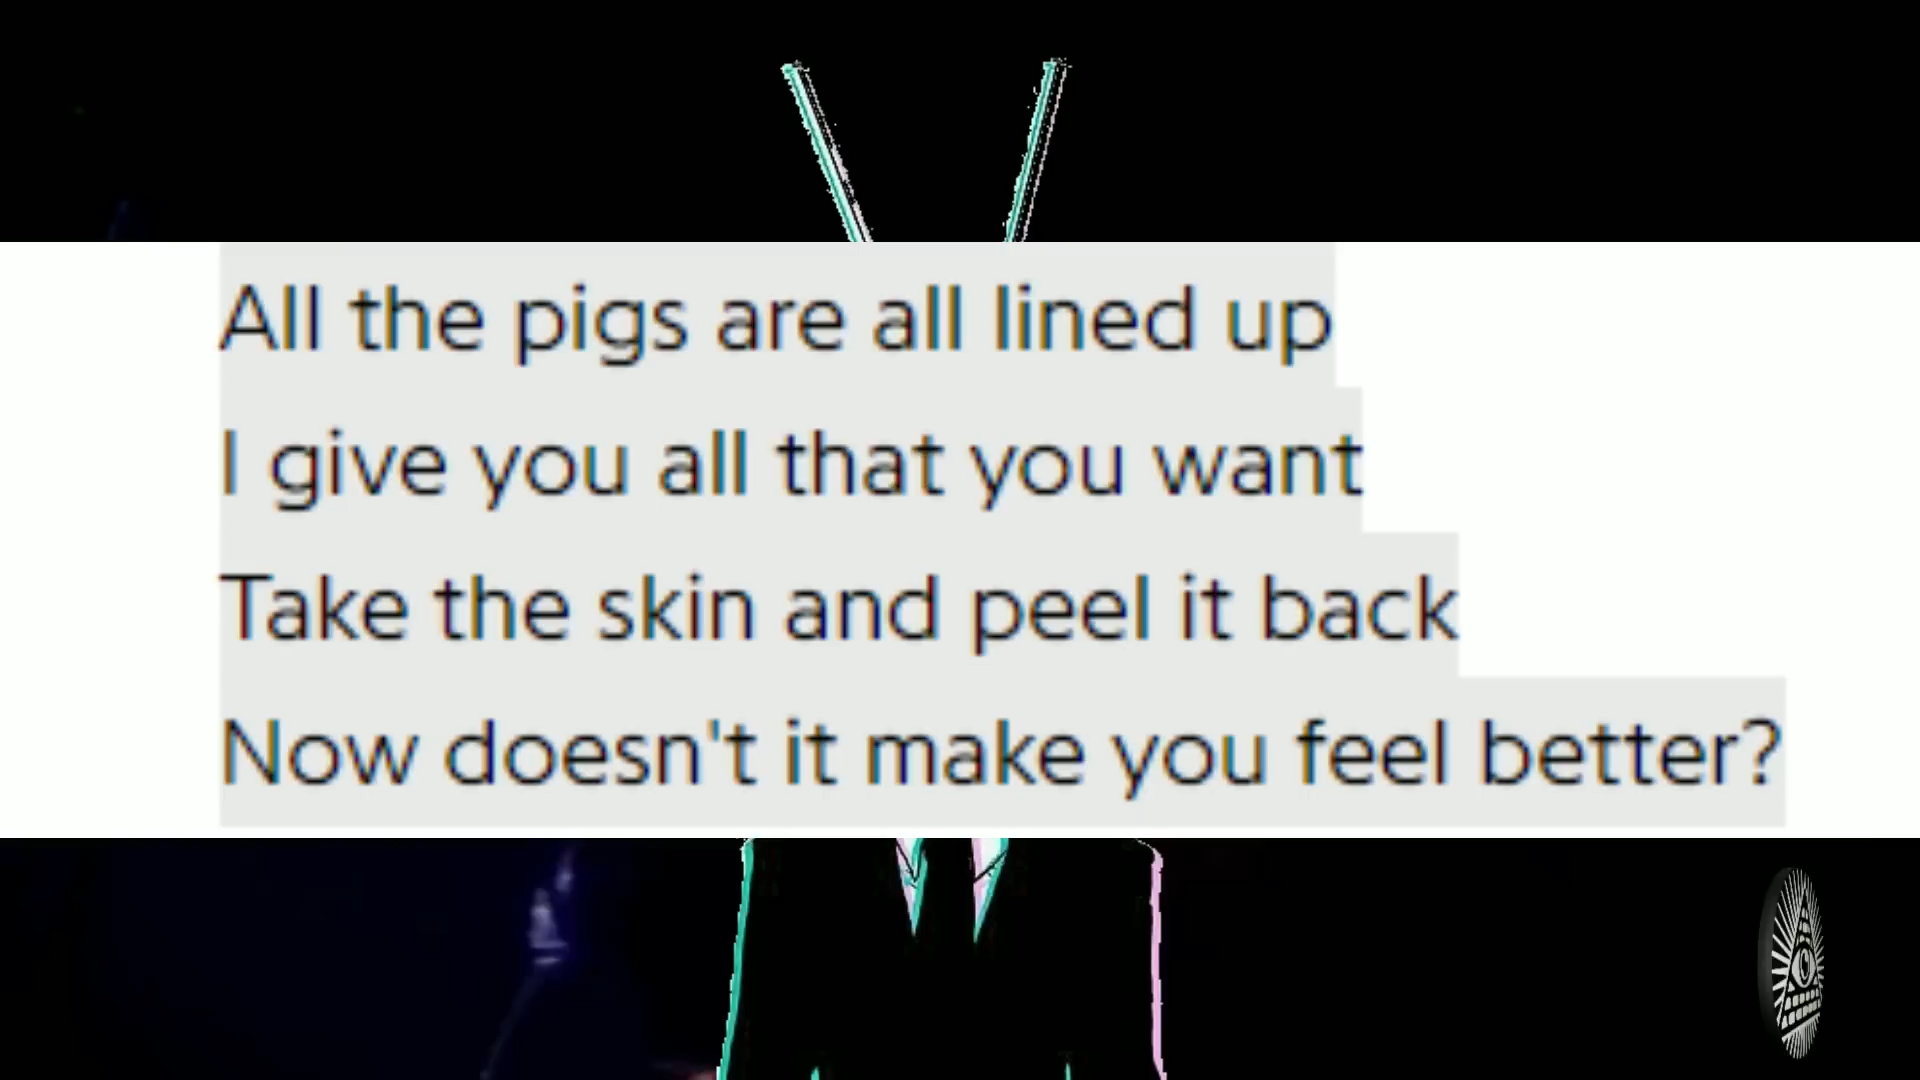 All the pigs are all lined up
I give you all that you want
Take the skin and peel it back
Now doesn't it make you feel better?